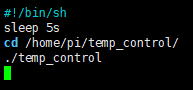 #!/bin/sh
sleep 5s
cd /home/pi/temp_control/
./temp_control